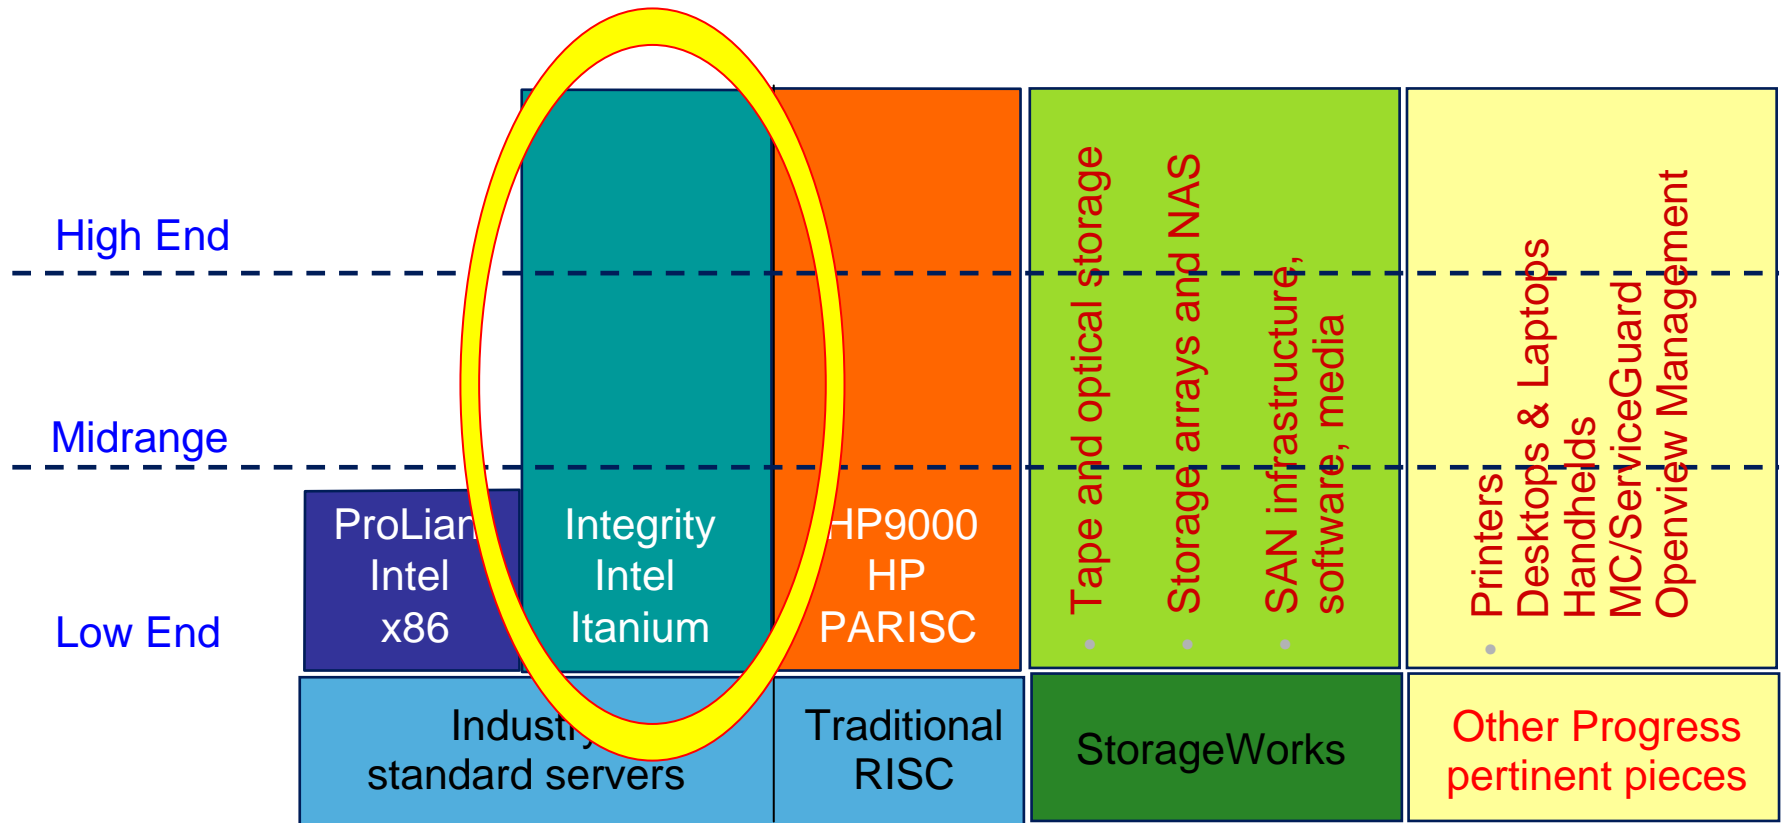 High End
Midrange
Low End
ProLian
Intel
x86
Integrity
Intel
Itanium
HP9000
HP
PARISC
• Tape and optical storage
• Storage arrays and NAS
• SAN infrastructure,
software, media
• Printers
Desktops & Laptops
Handhelds
MC/ServiceGuard
Openview Management
Industry
standard servers
Traditional
RISC
StorageWorks
Other Progress
pertinent pieces